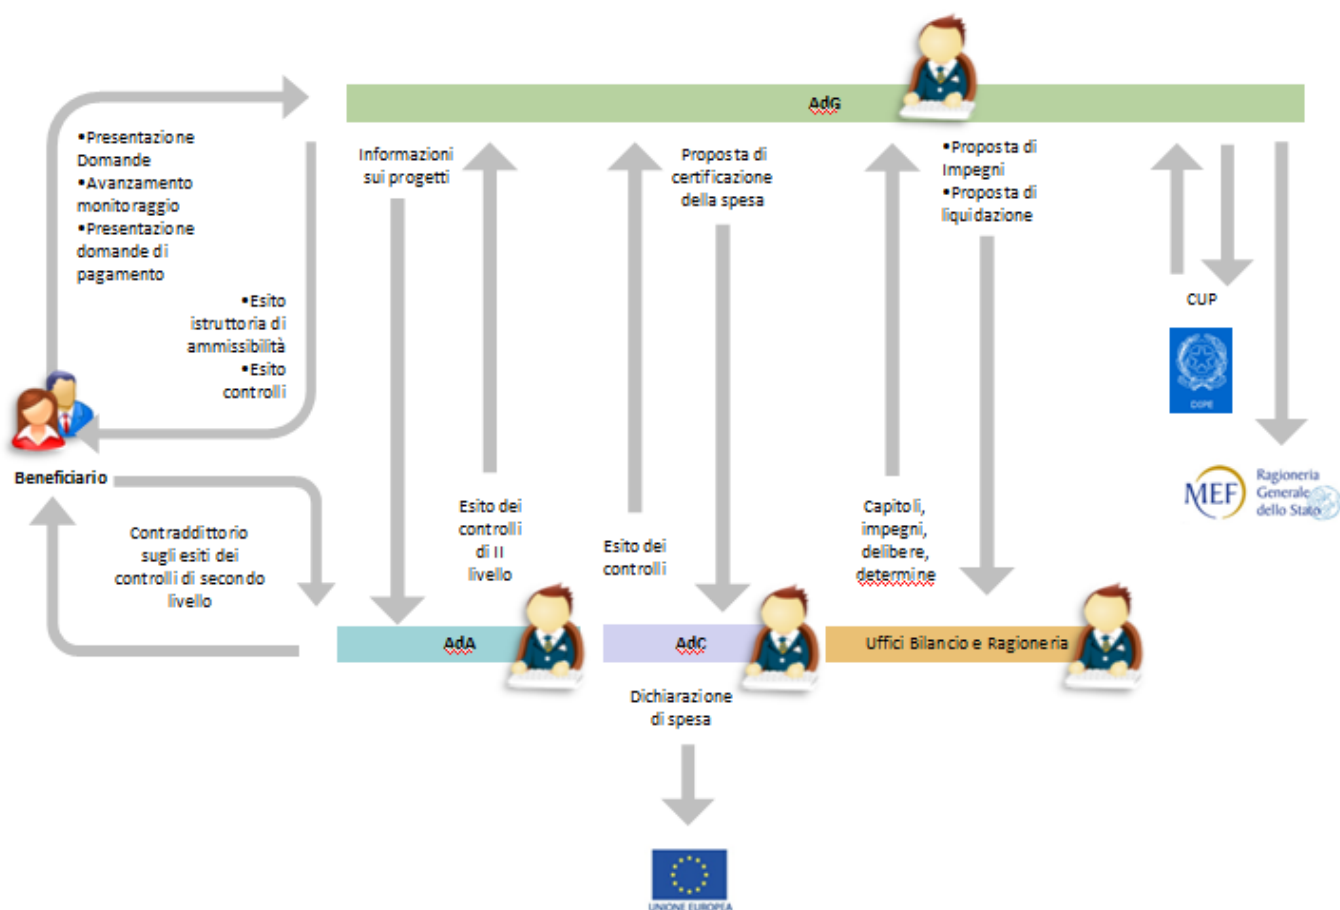 AdG
•Presentazione
Domande
•Avanzamento
monitoraggio
•Presentazione
domande di
pagamento
•Esito
istruttoria di
ammissibilità
•Esito
controlli
Informazioni
sui progetti
Proposta di
certificazione
della spesa
•Proposta di
Impegni
•Proposta di
liquidazione
CUP
CIPE
MEF
Ragioneria
Generale
dello Stato
Beneficiario
Contraddittorio
sugli esiti dei
controlli di secondo
livello
Esito dei
controlli
di II
livello
Esito dei
controlli
Capitoli,
impegni,
delibere,
determine
AdA
AdC
Uffici Bilancio e Ragioneria
Dichiarazione
di spesa
UNIONE EUROPEA